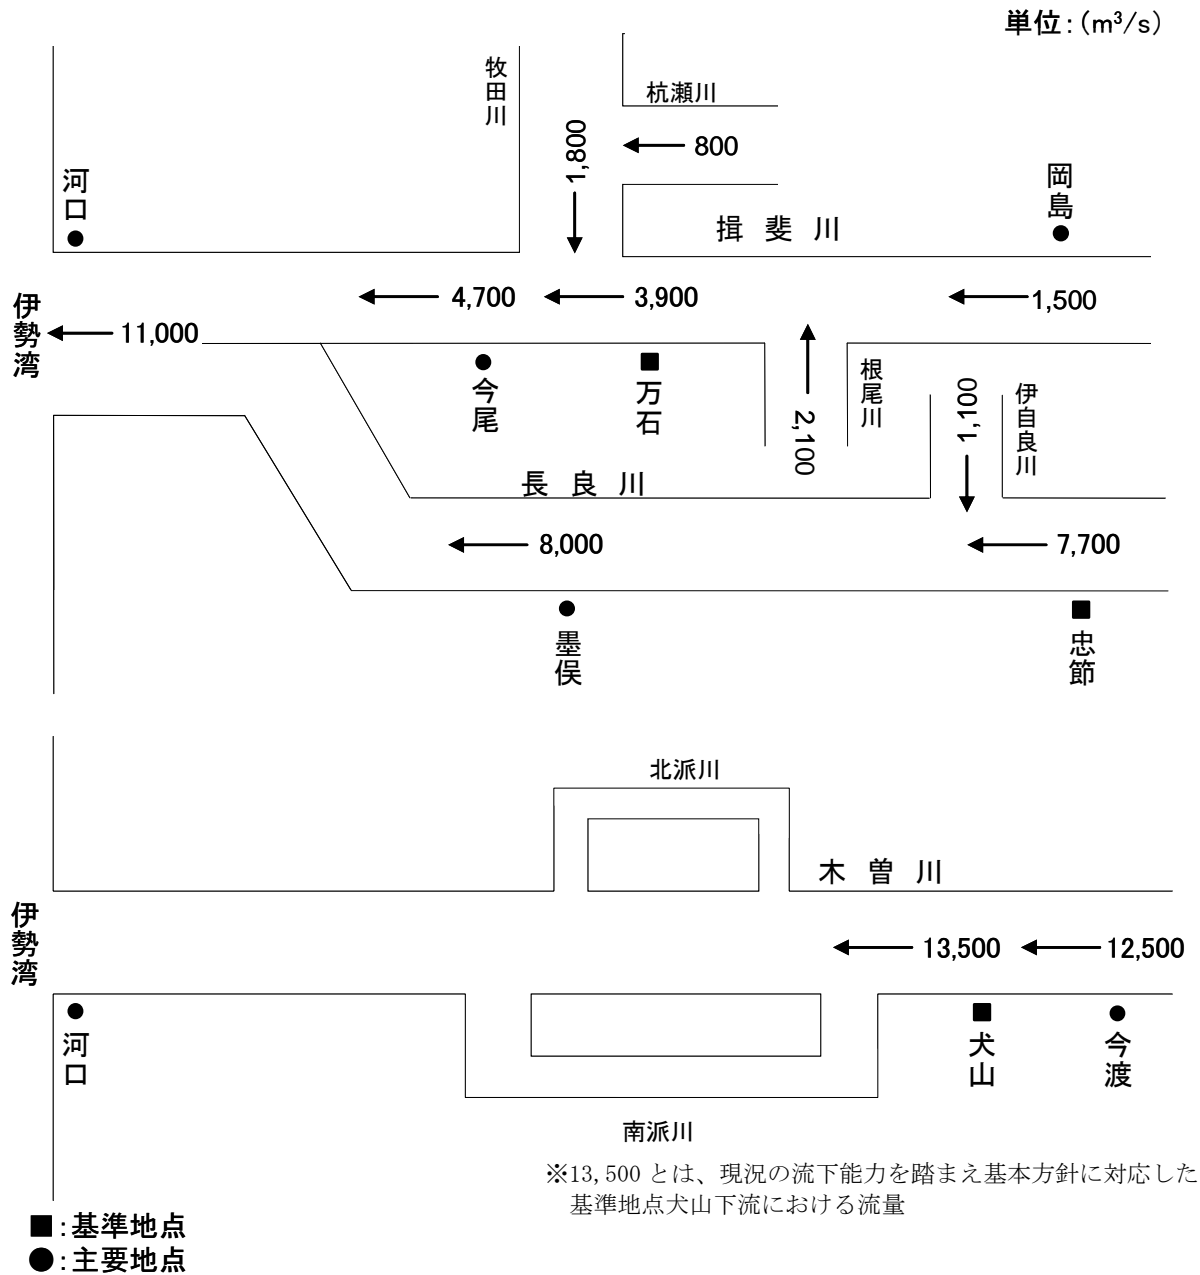 単位：(m³/s)
牧田川
杭瀬川
1,800
800
河口
岡島
揖斐川
伊勢湾
4,700
3,900
1,500
11,000
今尾
万石
根尾川
2,100
1,100
伊自良川
長良川
8,000
7,700
墨俣
忠節
北派川
木曽川
伊勢湾
13,500
12,500
河口
犬山
今渡
南派川
※13,500 とは、現況の流下能力を踏まえ基本方針に対応した
基準地点犬山下流における流量
■：基準地点
●：主要地点